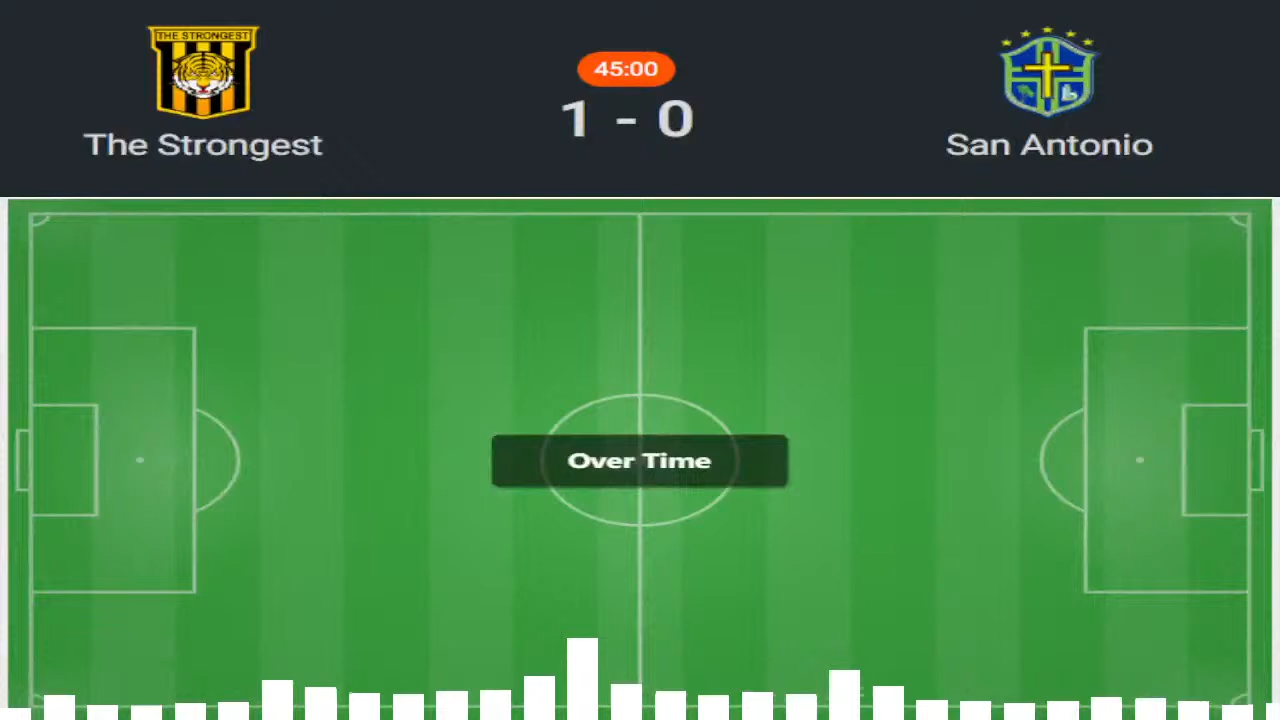 THE STRONGEST
45:00
1 - 0
The Strongest
San Antonio
Over Time